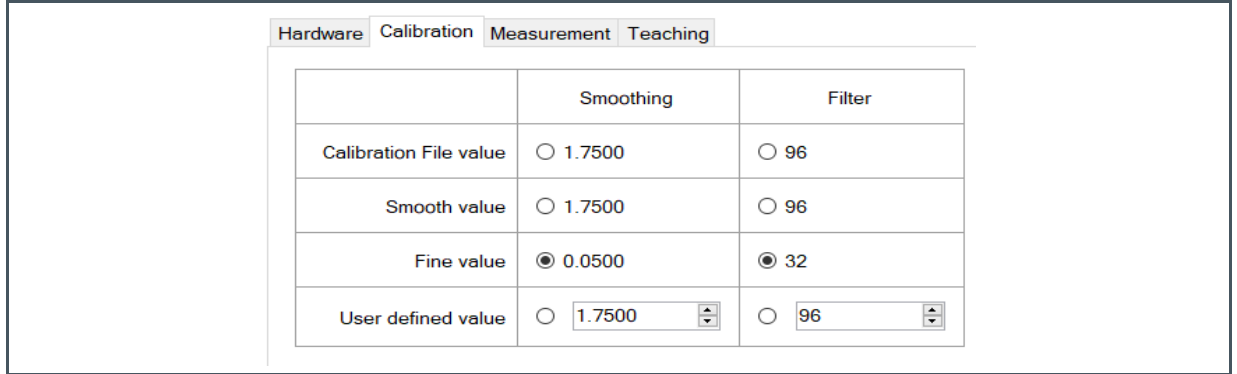 Hardware Calibration Measurement Teaching
Smoothing Filter
Calibration File value 1.7500 96
Smooth value 1.7500 96
Fine value 0.0500 32
User defined value 1.7500 96